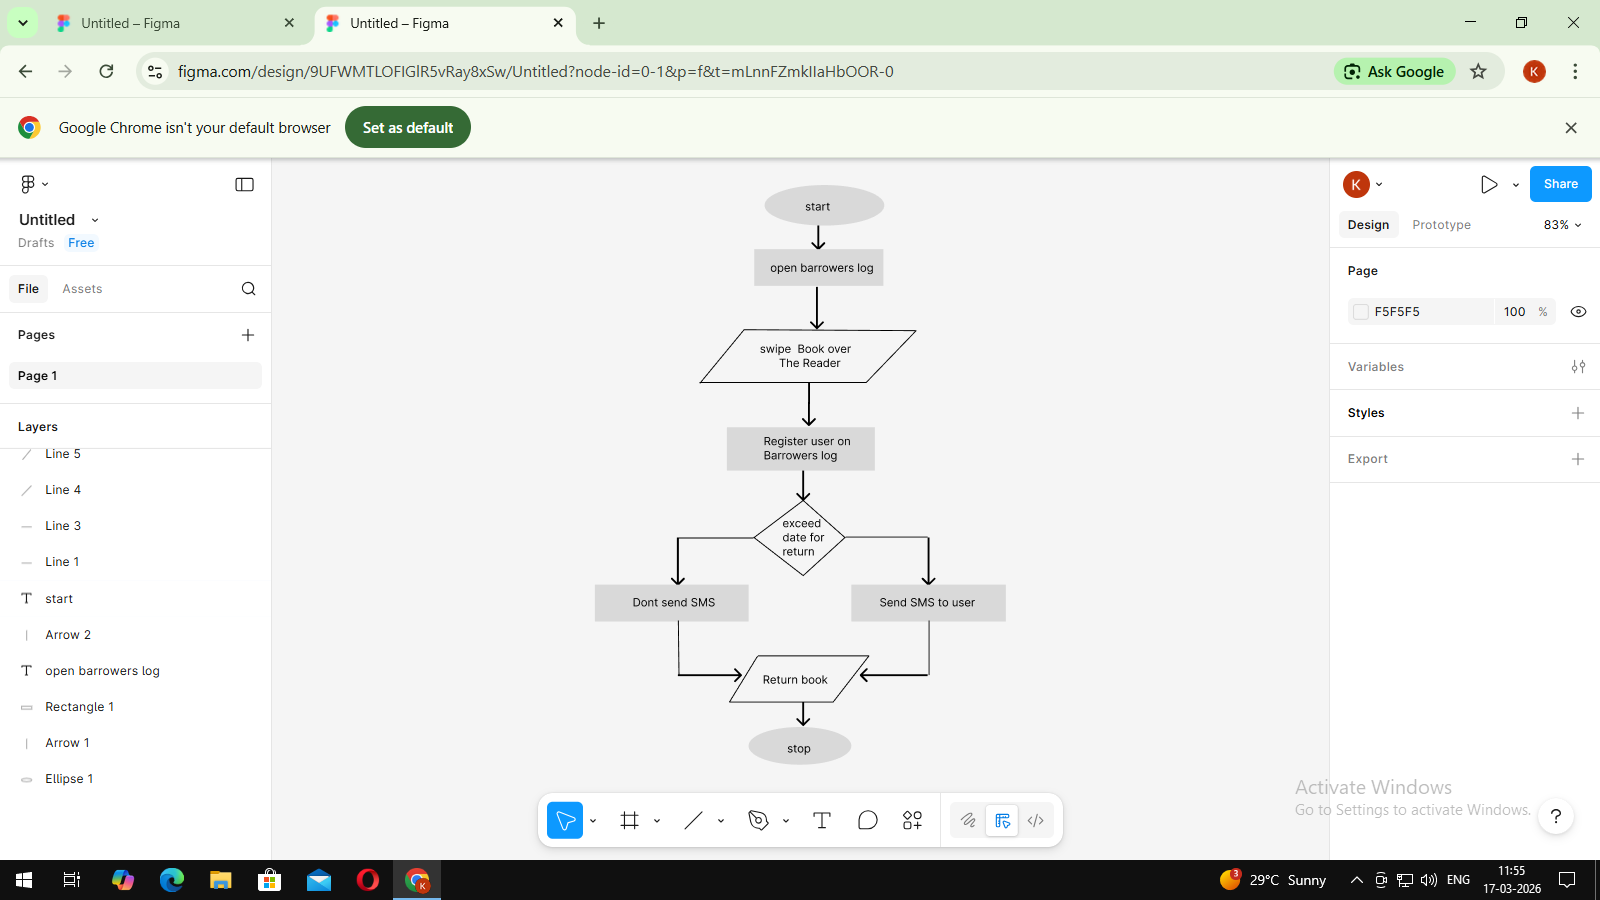 Untitled – Figma
Untitled – Figma
figma.com/design/9UFWMTLOFIGlR5vRay8xSw/Untitled?node-id=0-1&p=f&t=mLnnFZmkIIaHbOOR-0
Ask Google
K
Google Chrome isn't your default browser
Set as default
Untitled
Drafts
Free
File
Assets
Pages
Page 1
Layers
Line 5
Line 4
Line 3
Line 1
start
Arrow 2
open barrowers log
Rectangle 1
Arrow 1
Ellipse 1
start
open barrowers log
swipe Book over
The Reader
Register user on
Barrowers log
exceed
date for
return
Dont send SMS
Send SMS to user
Return book
stop
K
Share
Design
Prototype
83%
Page
F5F5F5
100 %
Variables
Styles
Export
Activate Windows
Go to Settings to activate Windows.
?
K
3
29°C Sunny
ENG
11:55
17-03-2026